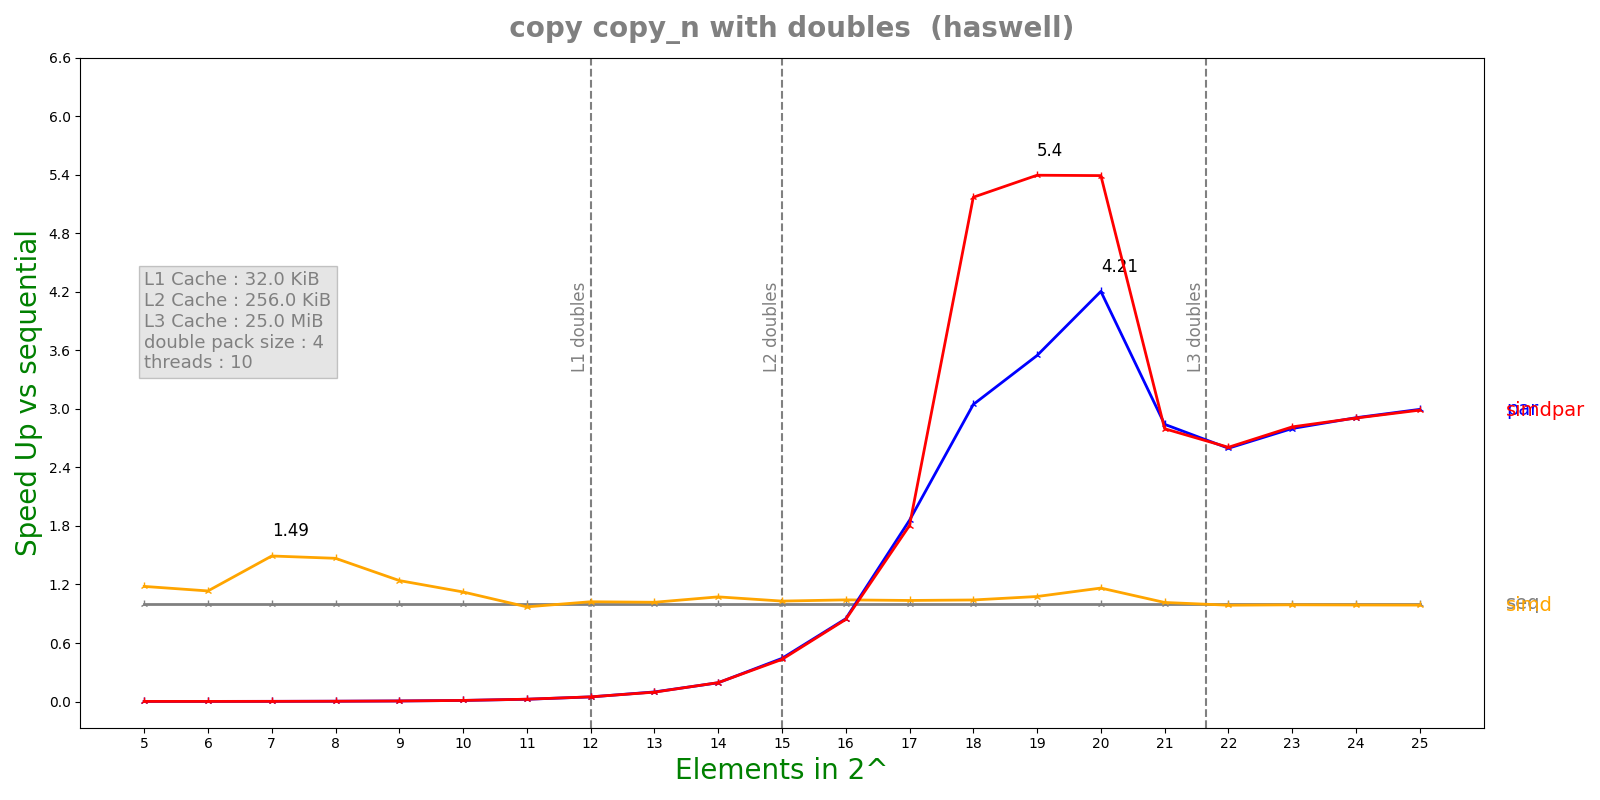 copy copy_n with doubles  (haswell)
Speed Up vs sequential
6.6
6.0
5.4
4.8
4.2
3.6
3.0
2.4
1.8
1.2
0.6
0.0
L1 Cache : 32.0 KiB
L2 Cache : 256.0 KiB
L3 Cache : 25.0 MiB
double pack size : 4
threads : 10
L1 doubles
L2 doubles
L3 doubles
1.49
5.4
4.21
par
simdpar
seq
simd
5 6 7 8 9 10 11 12 13 14 15 16 17 18 19 20 21 22 23 24 25
Elements in 2^